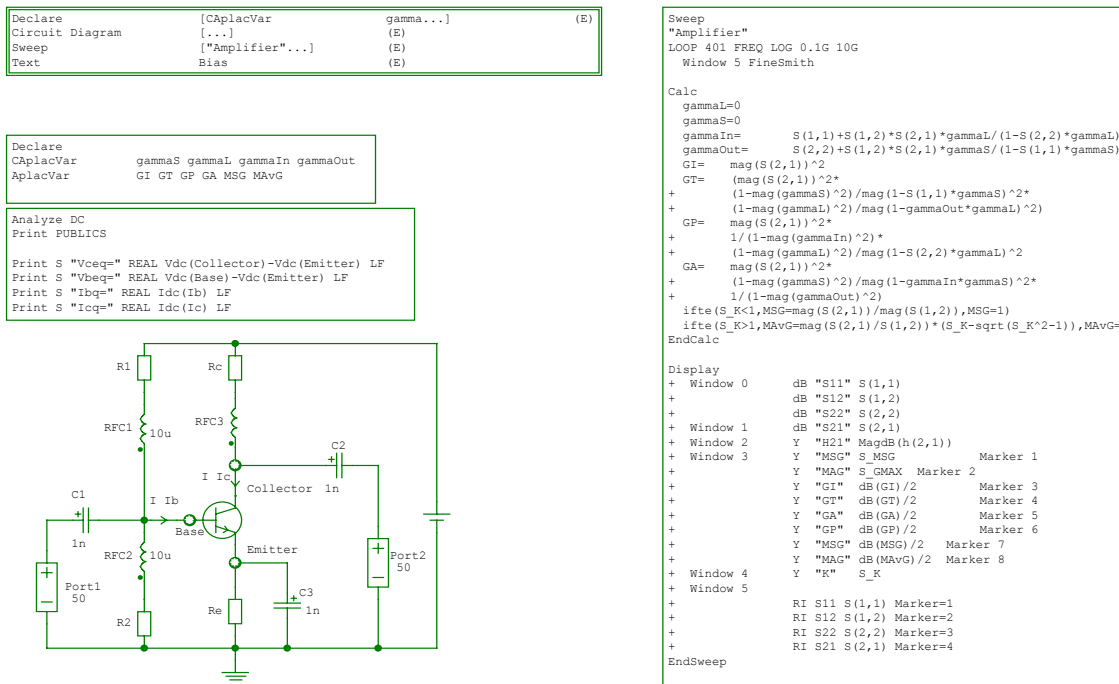 Declare [CAplacVar gamma...] (E)
Circuit Diagram [...] (E)
Sweep ["Amplifier"...] (E)
Text Bias (E)
Declare
CAplacVar gammaS gammaL gammaIn gammaOut
AplacVar GI GT GP GA MSG MAvG
Analyze DC
Print PUBLICS
Print S "Vceq=" REAL Vdc(Collector)-Vdc(Emitter) LF
Print S "Vbeq=" REAL Vdc(Base)-Vdc(Emitter) LF
Print S "Ibq=" REAL Idc(Ib) LF
Print S "Icq=" REAL Idc(Ic) LF
R1
Rc
RFC1
10u
RFC3
C2
+
1n
I Ic
Collector
C1
+
1n
I Ib
Base
RFC2
10u
Emitter
+
Port1
50
−
+
Port2
50
−
C3
+
1n
R2
Re
Sweep
"Amplifier"
LOOP 401 FREQ LOG 0.1G 10G
Window 5 FineSmith
Calc
gammaL=0
gammaS=0
gammaIn= S(1,1)+S(1,2)*S(2,1)*gammaL/(1-S(2,2)*gammaL)
gammaOut= S(2,2)+S(1,2)*S(2,1)*gammaS/(1-S(1,1)*gammaS)
GI= mag(S(2,1))^2
GT= (mag(S(2,1))^2*
+ (1-mag(gammaS)^2)/mag(1-S(1,1)*gammaS)^2*
+ (1-mag(gammaL)^2)/mag(1-gammaOut*gammaL)^2)
GP= mag(S(2,1))^2*
+ 1/(1-mag(gammaIn)^2)*
+ (1-mag(gammaL)^2)/mag(1-S(2,2)*gammaL)^2
GA= mag(S(2,1))^2*
+ (1-mag(gammaS)^2)/mag(1-gammaIn*gammaS)^2*
+ 1/(1-mag(gammaOut)^2)
ifte(S_K<1,MSG=mag(S(2,1))/mag(S(1,2)),MSG=1)
ifte(S_K>1,MAvG=mag(S(2,1)/S(1,2))*(S_K-sqrt(S_K^2-1)),MAvG=
EndCalc
Display
+ Window 0 dB "S11" S(1,1)
+ dB "S12" S(1,2)
+ dB "S22" S(2,2)
+ Window 1 dB "S21" S(2,1)
+ Window 2 Y "H21" MagdB(h(2,1))
+ Window 3 Y "MSG" S_MSG Marker 1
+ Y "MAG" S_GMAX Marker 2
+ Y "GI" dB(GI)/2 Marker 3
+ Y "GT" dB(GT)/2 Marker 4
+ Y "GA" dB(GA)/2 Marker 5
+ Y "GP" dB(GP)/2 Marker 6
+ Y "MSG" dB(MSG)/2 Marker 7
+ Y "MAG" dB(MAvG)/2 Marker 8
+ Window 4 Y "K" S_K
+ Window 5
+ RI S11 S(1,1) Marker=1
+ RI S12 S(1,2) Marker=2
+ RI S22 S(2,2) Marker=3
+ RI S21 S(2,1) Marker=4
EndSweep